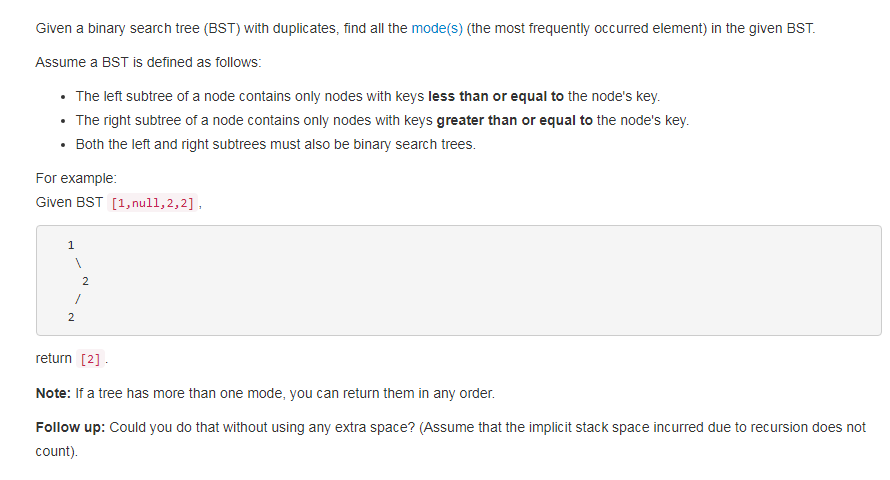 Given a binary search tree (BST) with duplicates, find all the mode(s) (the most frequently occurred element) in the given BST.
Assume a BST is defined as follows:
• The left subtree of a node contains only nodes with keys less than or equal to the node's key.
• The right subtree of a node contains only nodes with keys greater than or equal to the node's key.
• Both the left and right subtrees must also be binary search trees.
For example:
Given BST [1,null,2,2],
1
\
2
/
2
return [2].
Note: If a tree has more than one mode, you can return them in any order.
Follow up: Could you do that without using any extra space? (Assume that the implicit stack space incurred due to recursion does not
count).